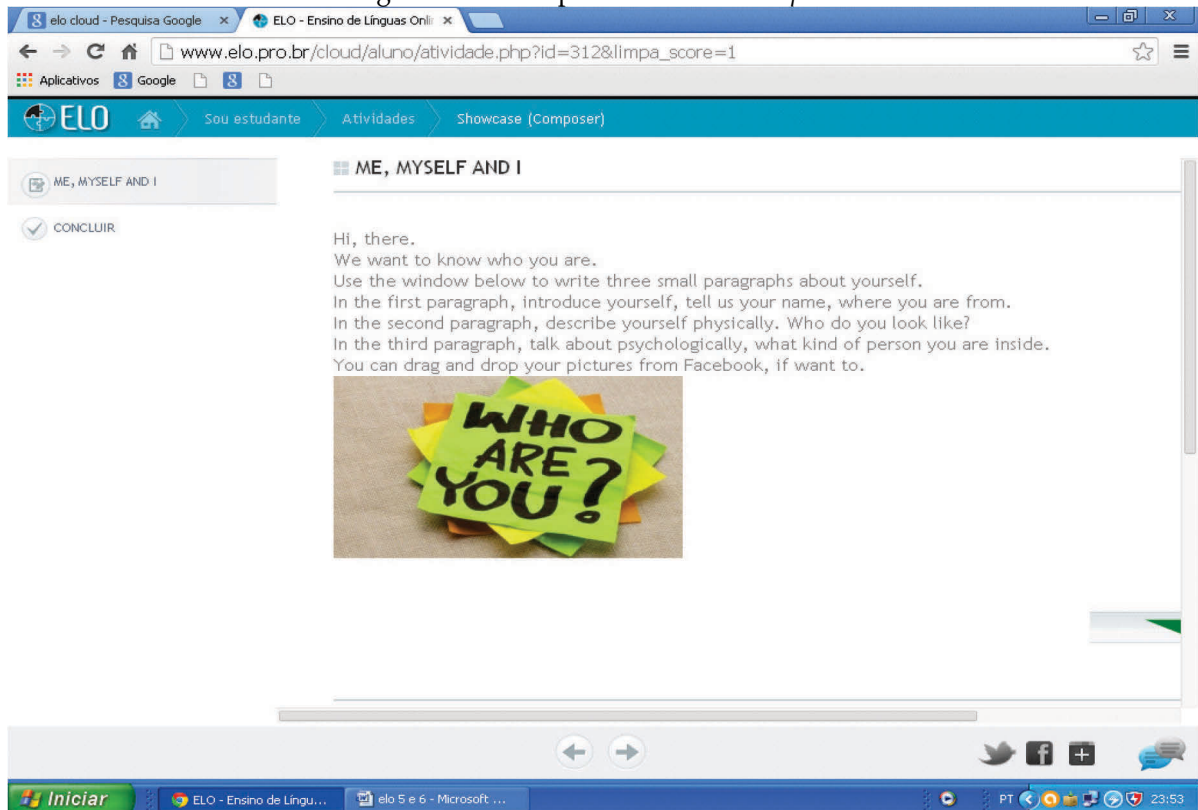 elo cloud - Pesquisa Google
ELO - Ensino de Línguas Onli
www.elo.pro.br/cloud/aluno/atividade.php?id=312&limpa_score=1
Aplicativos
Google
ELO
Sou estudante
Atividades
Showcase (Composer)
ME, MYSELF AND I
CONCLUIR
ME, MYSELF AND I
Hi, there.
We want to know who you are.
Use the window below to write three small paragraphs about yourself.
In the first paragraph, introduce yourself, tell us your name, where you are from.
In the second paragraph, describe yourself physically. Who do you look like?
In the third paragraph, talk about psychologically, what kind of person you are inside.
You can drag and drop your pictures from Facebook, if want to.
WHO
ARE
YOU?
Iniciar
ELO - Ensino de Língu...
elo 5 e 6 - Microsoft ...
PT
23:53